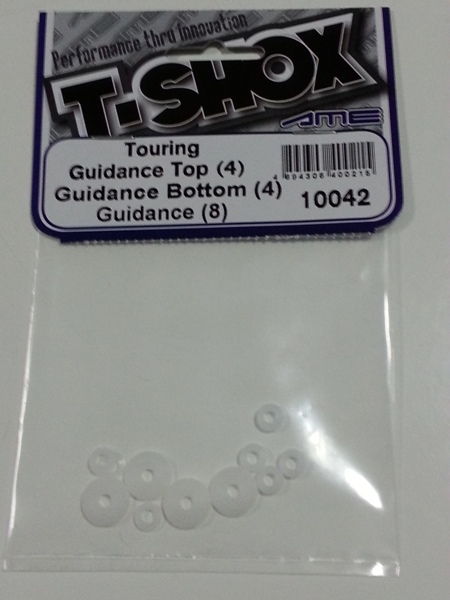 Performance thru Innovation
T-SHOX
AME
Touring
Guidance Top (4)
Guidance Bottom (4)
Guidance (8)
10042